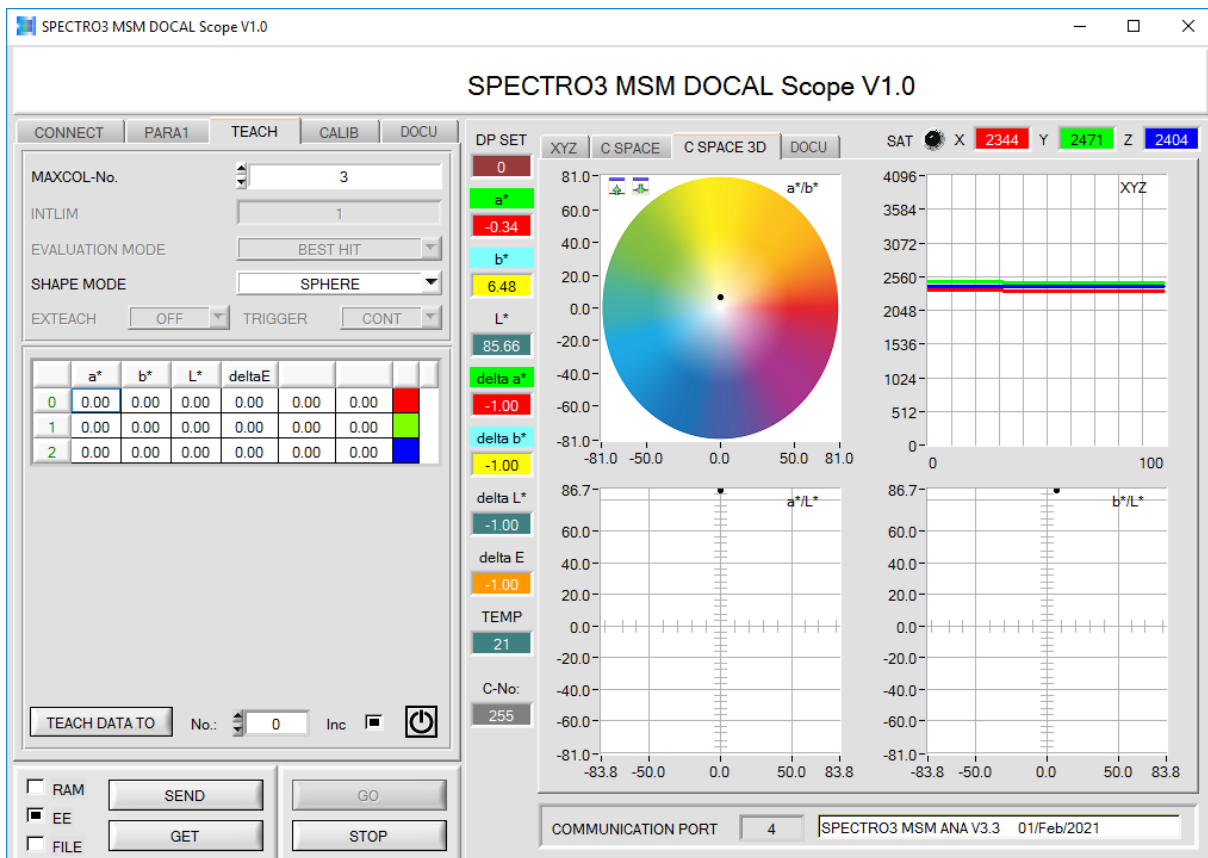 SPECTRO3 MSM DOCAL Scope V1.0
SPECTRO3 MSM DOCAL Scope V1.0
CONNECT PARA1 TEACH CALIB DOCU
MAXCOL-No. 3
INTLIM 1
EVALUATION MODE BEST HIT
SHAPE MODE SPHERE
EXTEACH OFF TRIGGER CONT
a* b* L* deltaE
0 0.00 0.00 0.00 0.00 0.00 0.00
1 0.00 0.00 0.00 0.00 0.00 0.00
2 0.00 0.00 0.00 0.00 0.00 0.00
TEACH DATA TO No.: 0 Inc
RAM
EE
FILE
SEND
GET
GO
STOP
DP SET
0
a*
-0.34
b*
6.48
L*
85.66
delta a*
-1.00
delta b*
-1.00
delta L*
-1.00
delta E
-1.00
TEMP
21
C-No:
255
XYZ C SPACE C SPACE 3D DOCU
SAT X 2344 Y 2471 Z 2404
a*/b*
81.0
60.0
40.0
20.0
0.0
-20.0
-40.0
-60.0
-81.0
-81.0 -50.0 0.0 50.0 81.0
XYZ
4096
3584
3072
2560
2048
1536
1024
512
0
0 100
a*/L*
86.7
60.0
40.0
20.0
0.0
-20.0
-40.0
-60.0
-81.0
-83.8 -50.0 0.0 50.0 83.8
b*/L*
86.7
60.0
40.0
20.0
0.0
-20.0
-40.0
-60.0
-81.0
-83.8 -50.0 0.0 50.0 83.8
COMMUNICATION PORT 4 SPECTRO3 MSM ANA V3.3 01/Feb/2021